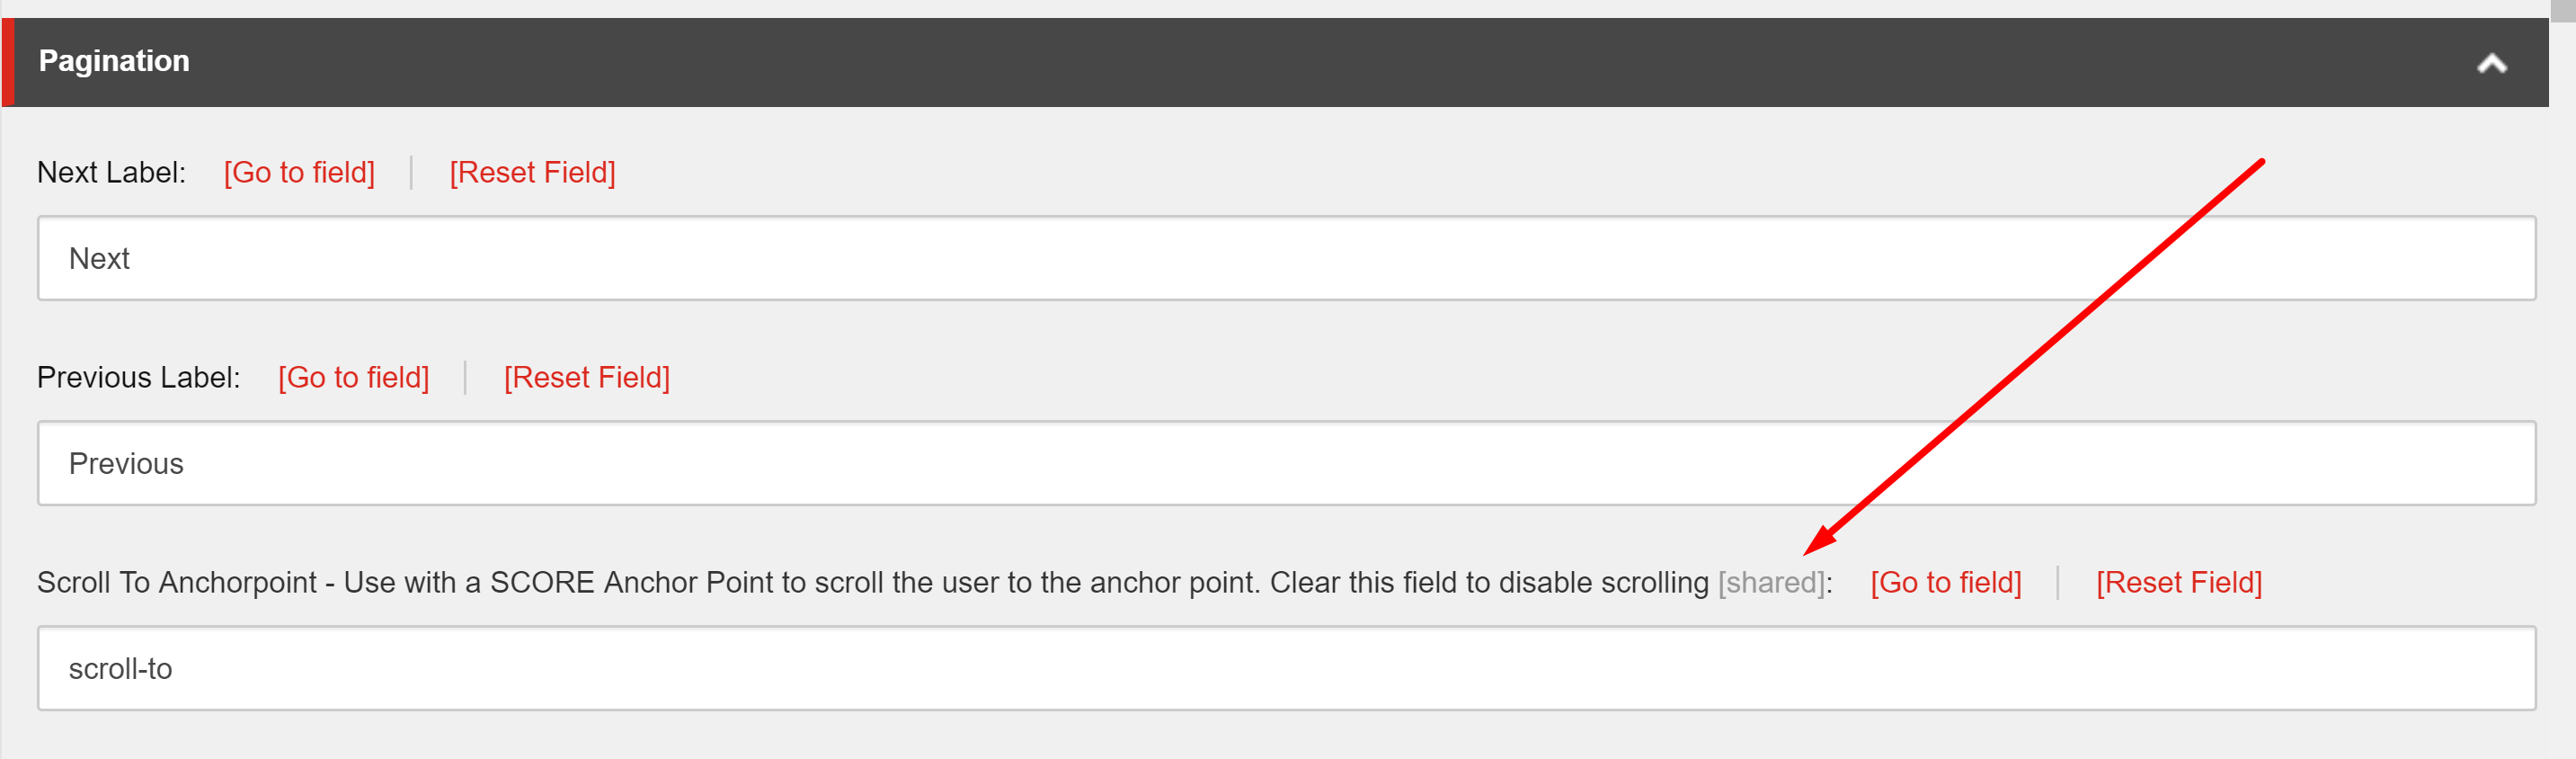 Pagination
Next Label: [Go to field] [Reset Field]
Next
Previous Label: [Go to field] [Reset Field]
Previous
Scroll To Anchorpoint - Use with a SCORE Anchor Point to scroll the user to the anchor point. Clear this field to disable scrolling [shared]: [Go to field] [Reset Field]
scroll-to